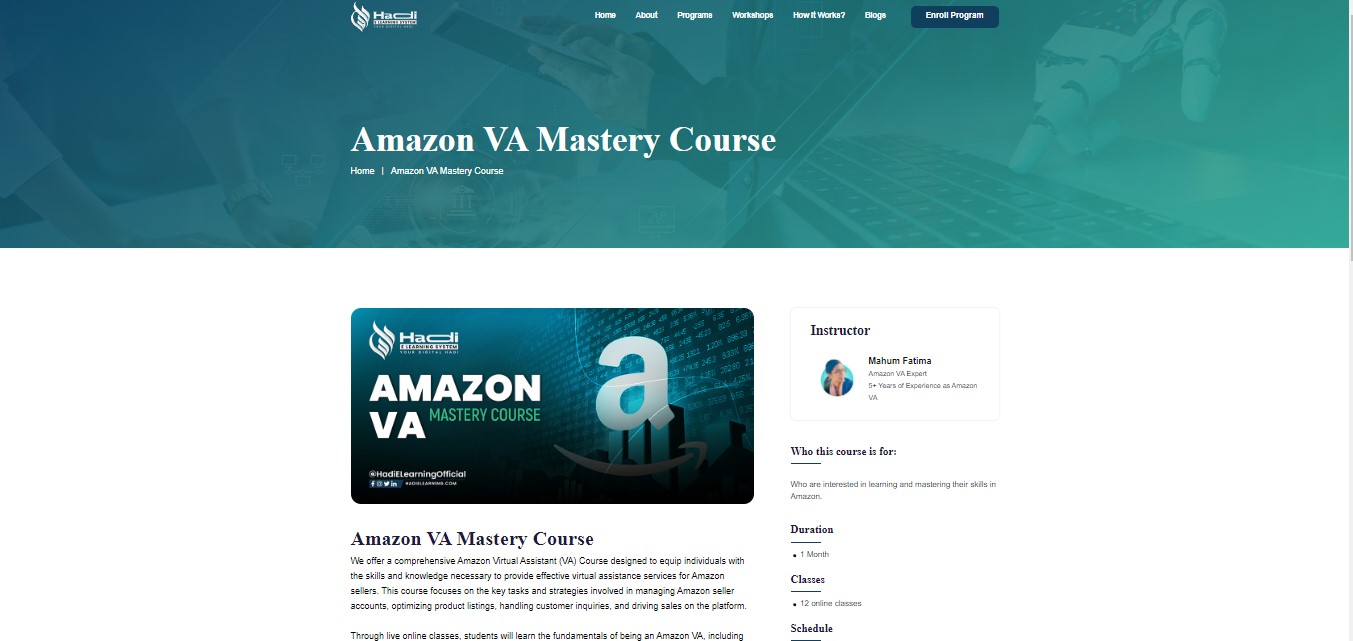 Hadi
E LEARNING SYSTEM
YOUR DIGITAL HADI
Home About Programs Workshops How It Works? Blogs Enroll Program
Amazon VA Mastery Course
Home | Amazon VA Mastery Course
Hadi
E LEARNING SYSTEM
YOUR DIGITAL HADI
AMAZON
VA MASTERY COURSE
a
@HadiELearningOfficial
HADIELEARNING.COM
Amazon VA Mastery Course
We offer a comprehensive Amazon Virtual Assistant (VA) Course designed to equip individuals with
the skills and knowledge necessary to provide effective virtual assistance services for Amazon
sellers. This course focuses on the key tasks and strategies involved in managing Amazon seller
accounts, optimizing product listings, handling customer inquiries, and driving sales on the platform.
Through live online classes, students will learn the fundamentals of being an Amazon VA, including
Instructor
Mahum Fatima
Amazon VA Expert
5+ Years of Experience as Amazon
VA
Who this course is for:
Who are interested in learning and mastering their skills in
Amazon.
Duration
• 1 Month
Classes
• 12 online classes
Schedule